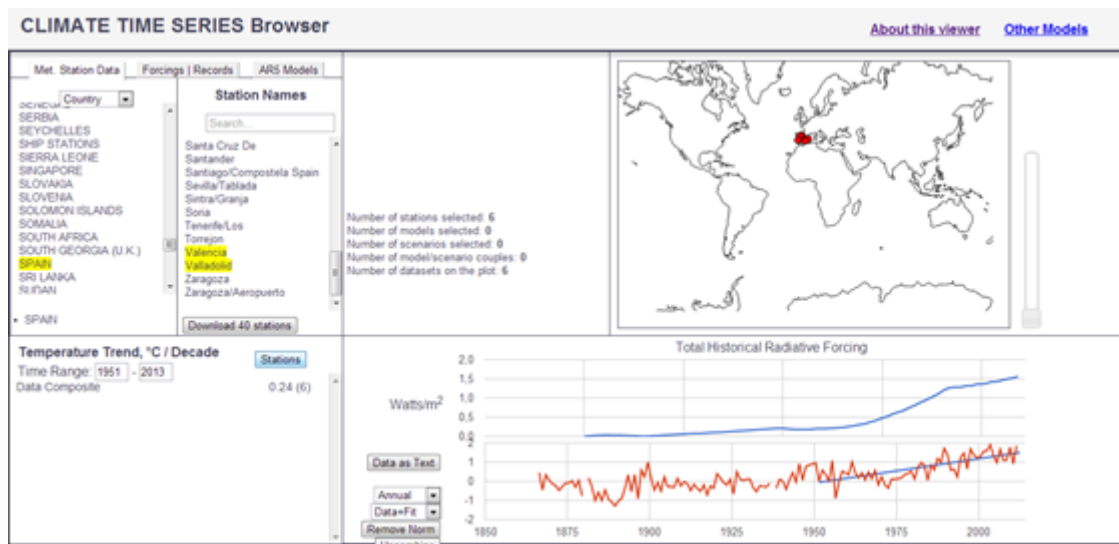 CLIMATE TIME SERIES Browser
About this viewer Other Models
Met. Station Data Forcings | Records AR5 Models
Country
SERBIA
SEYCHELLES
SHIP STATIONS
SIERRA LEONE
SINGAPORE
SLOVAKIA
SLOVENIA
SOLOMON ISLANDS
SOMALIA
SOUTH AFRICA
SOUTH GEORGIA (U.K.)
SPAIN
SRI LANKA
SUDAN
SPAIN
Station Names
Search...
Santa Cruz De
Santander
Santiago/Compostela Spain
Sevilla/Tablada
Sintra/Granja
Soria
Tenerife/Los
Torrejon
Valencia
Valladolid
Zaragoza
Zaragoza/Aeropuerto
Download 40 stations
Number of stations selected: 6
Number of models selected: 0
Number of scenarios selected: 0
Number of model/scenario couples: 0
Number of datasets on the plot: 6
Temperature Trend, °C / Decade
Stations
Time Range: 1951 - 2013
Data Composite 0.24 (6)
Total Historical Radiative Forcing
Watts/m²
2,0
1,5
1,0
0,5
0,0
2
1
0
-1
-2
1850 1875 1900 1925 1950 1975 2000
Data as Text
Annual
Data+Fit
Remove Norm